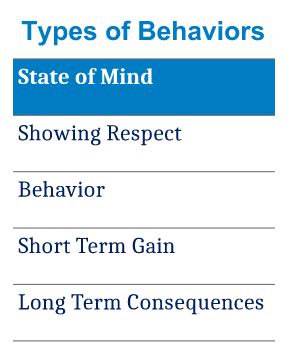 Types of Behaviors
State of Mind
Showing Respect
Behavior
Short Term Gain
Long Term Consequences